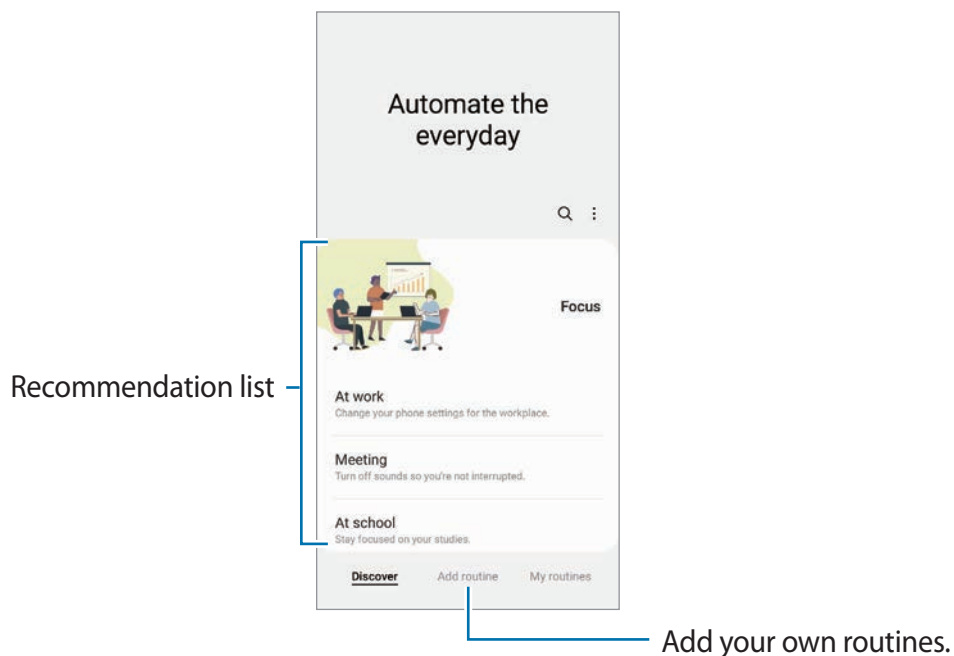 Automate the
everyday
Focus
Recommendation list
At work
Change your phone settings for the workplace.
Meeting
Turn off sounds so you're not interrupted.
At school
Stay focused on your studies.
Discover Add routine My routines
Add your own routines.